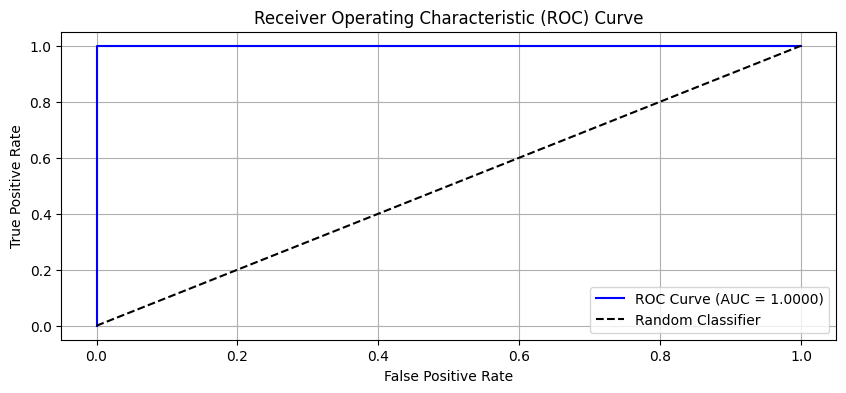 Receiver Operating Characteristic (ROC) Curve
1.0
0.8
0.6
0.4
0.2
0.0
True Positive Rate
0.0 0.2 0.4 0.6 0.8 1.0
False Positive Rate
ROC Curve (AUC = 1.0000)
Random Classifier